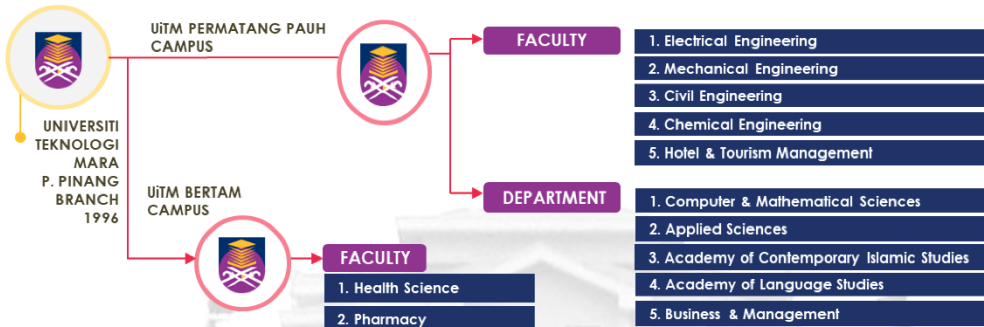 UiTM PERMATANG PAUH
CAMPUS
UNIVERSITI
TEKNOLOGI
MARA
P. PINANG
BRANCH
1996
FACULTY
1. Electrical Engineering
2. Mechanical Engineering
3. Civil Engineering
4. Chemical Engineering
5. Hotel & Tourism Management
DEPARTMENT
1. Computer & Mathematical Sciences
2. Applied Sciences
3. Academy of Contemporary Islamic Studies
4. Academy of Language Studies
5. Business & Management
UiTM BERTAM
CAMPUS
FACULTY
1. Health Science
2. Pharmacy